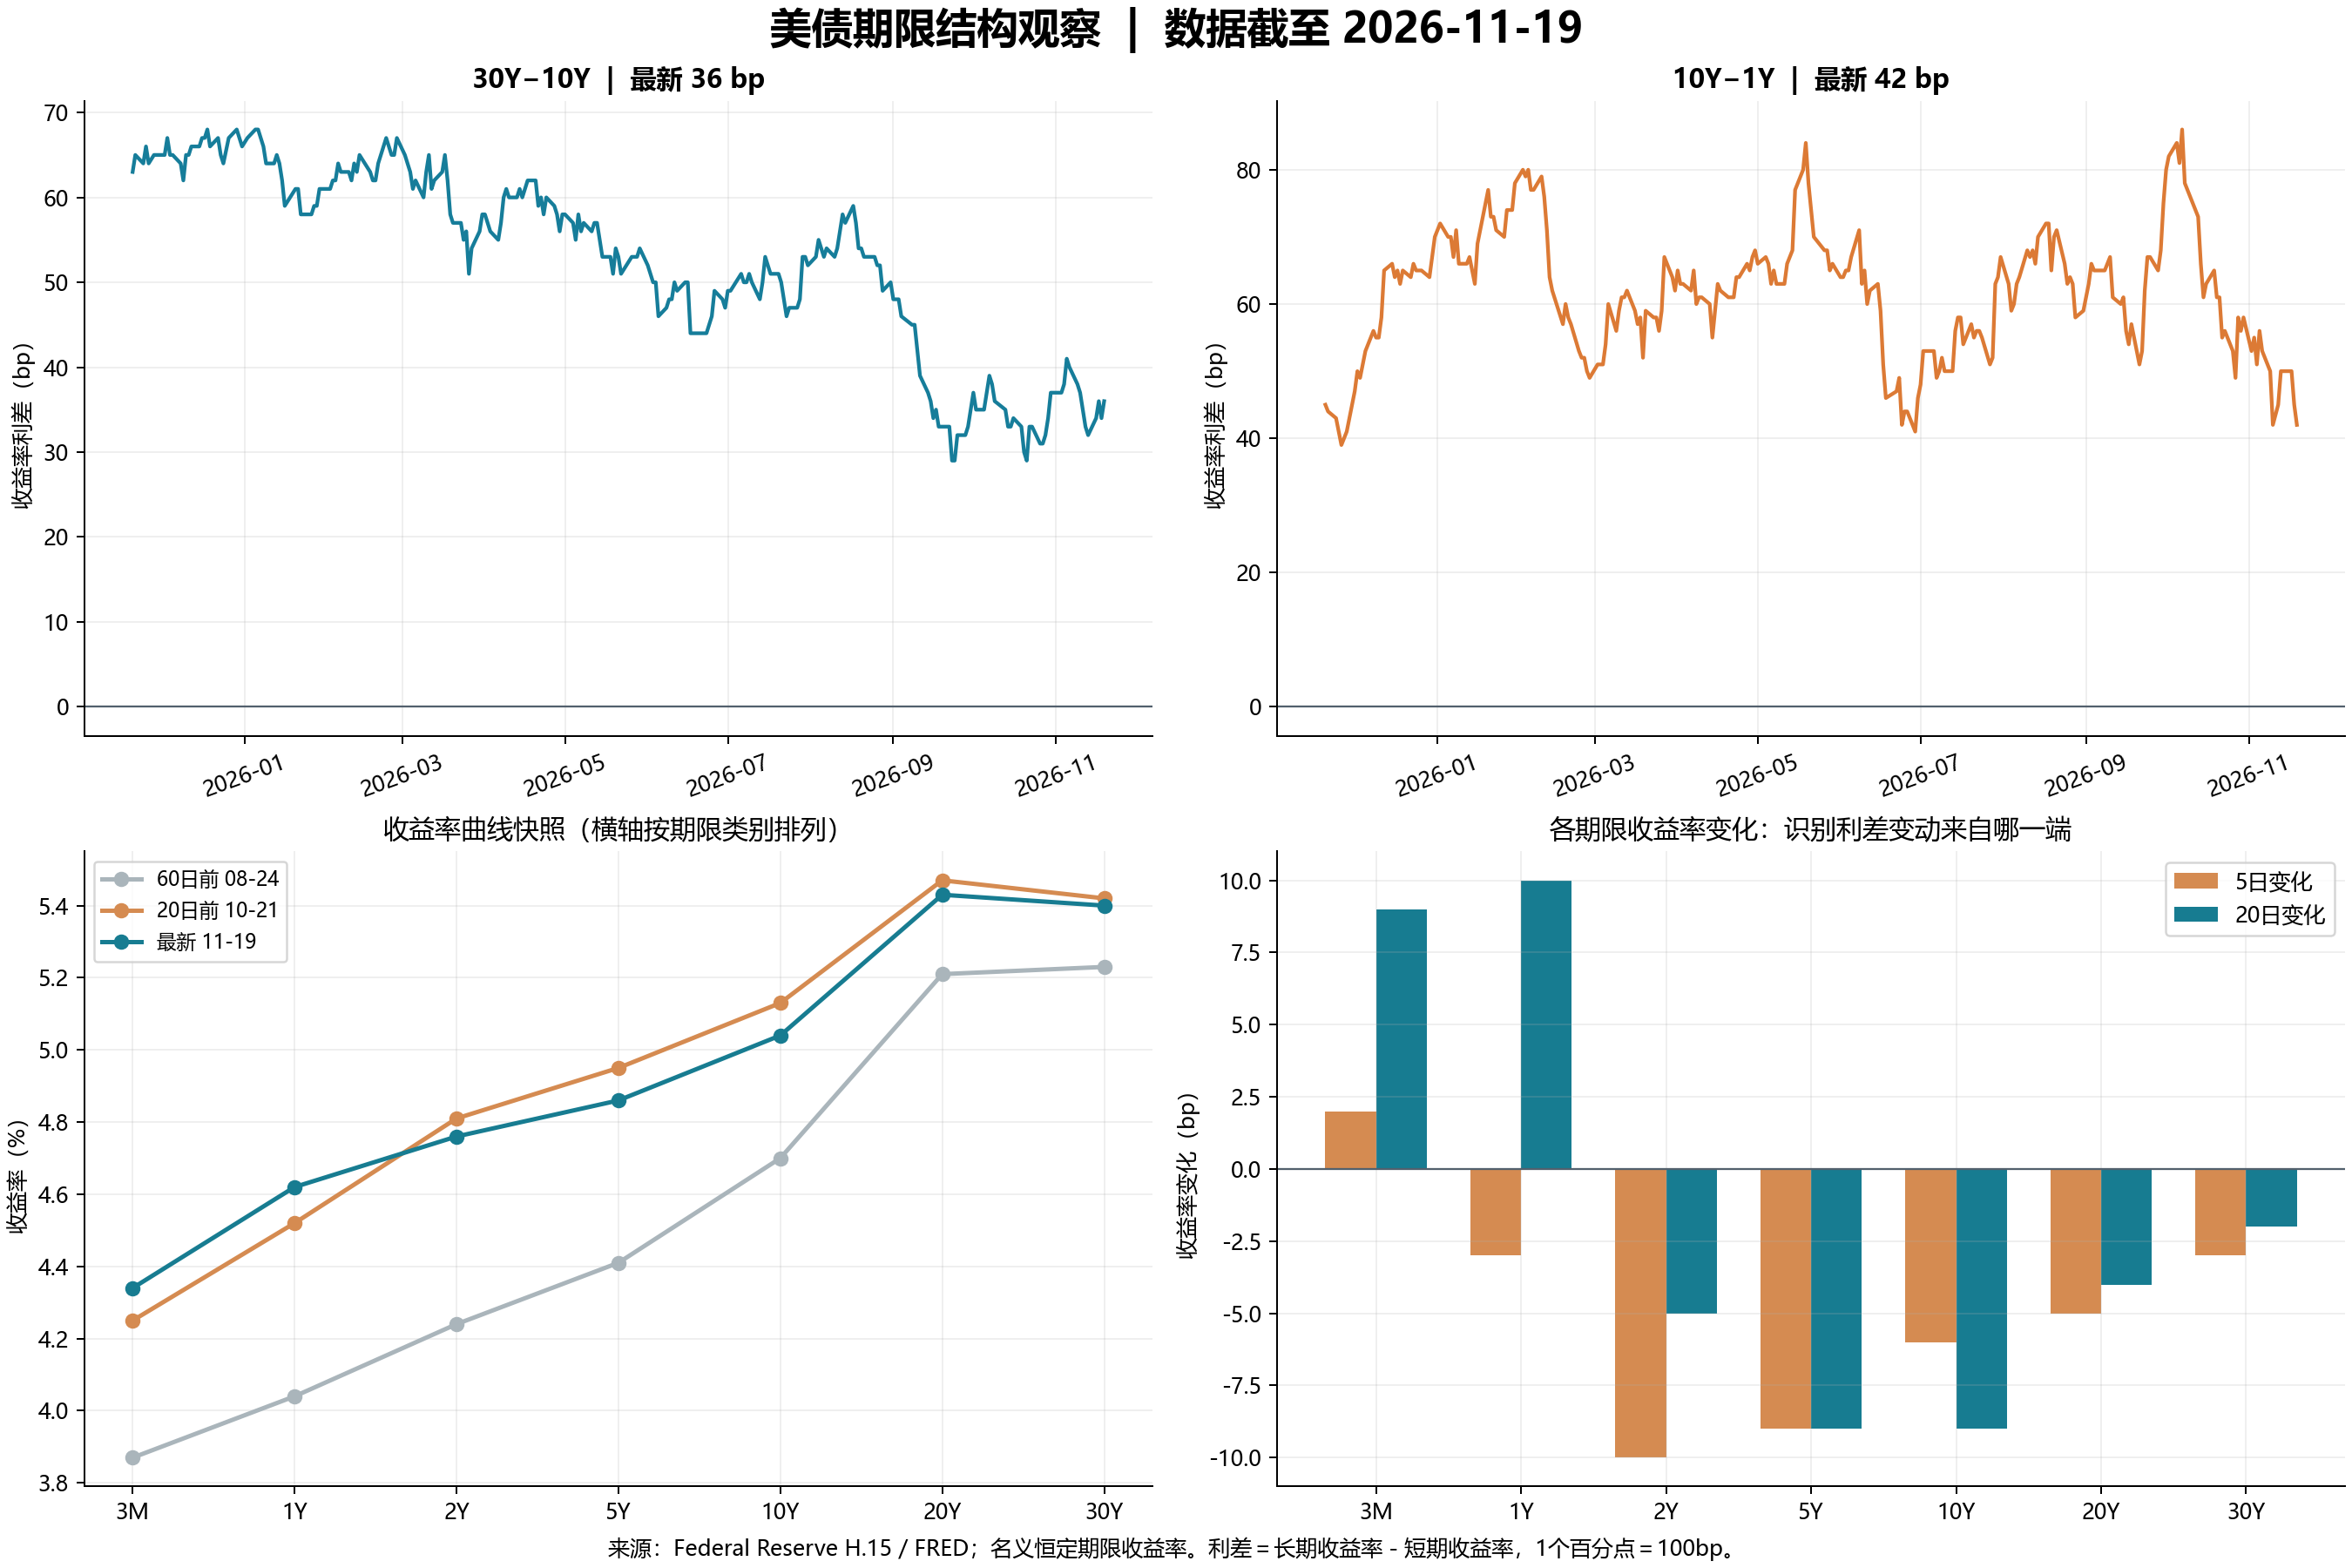 美债期限结构观察 | 数据截至 2026-11-19
30Y−10Y | 最新 36 bp
收益率利差（bp）
70
60
50
40
30
20
10
0
2026-01
2026-03
2026-05
2026-07
2026-09
2026-11
10Y−1Y | 最新 42 bp
收益率利差（bp）
80
60
40
20
0
2026-01
2026-03
2026-05
2026-07
2026-09
2026-11
收益率曲线快照（横轴按期限类别排列）
60日前 08-24
20日前 10-21
最新 11-19
收益率（%）
5.4
5.2
5.0
4.8
4.6
4.4
4.2
4.0
3.8
3M
1Y
2Y
5Y
10Y
20Y
30Y
各期限收益率变化：识别利差变动来自哪一端
5日变化
20日变化
收益率变化（bp）
10.0
7.5
5.0
2.5
0.0
-2.5
-5.0
-7.5
-10.0
3M
1Y
2Y
5Y
10Y
20Y
30Y
来源：Federal Reserve H.15 / FRED；名义恒定期限收益率。利差＝长期收益率 - 短期收益率，1个百分点＝100bp。